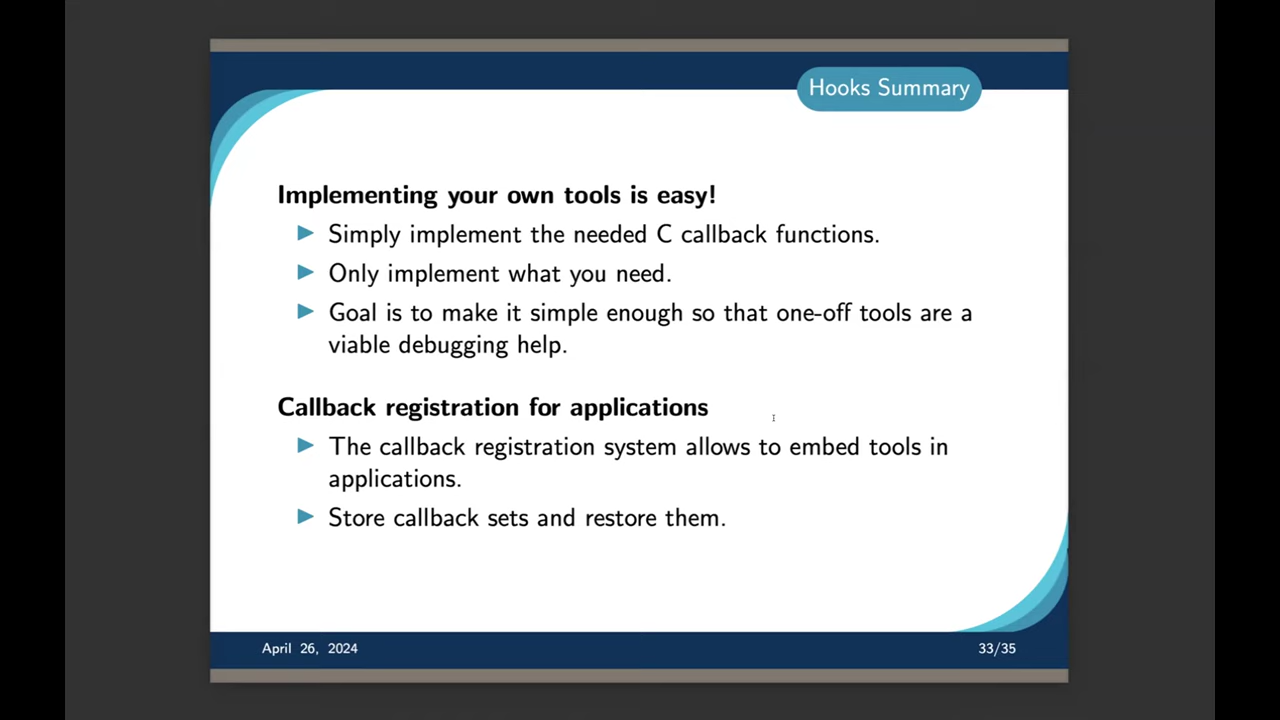 Hooks Summary
Implementing your own tools is easy!
Simply implement the needed C callback functions.
Only implement what you need.
Goal is to make it simple enough so that one-off tools are a
viable debugging help.
Callback registration for applications
The callback registration system allows to embed tools in
applications.
Store callback sets and restore them.
April 26, 2024
33/35